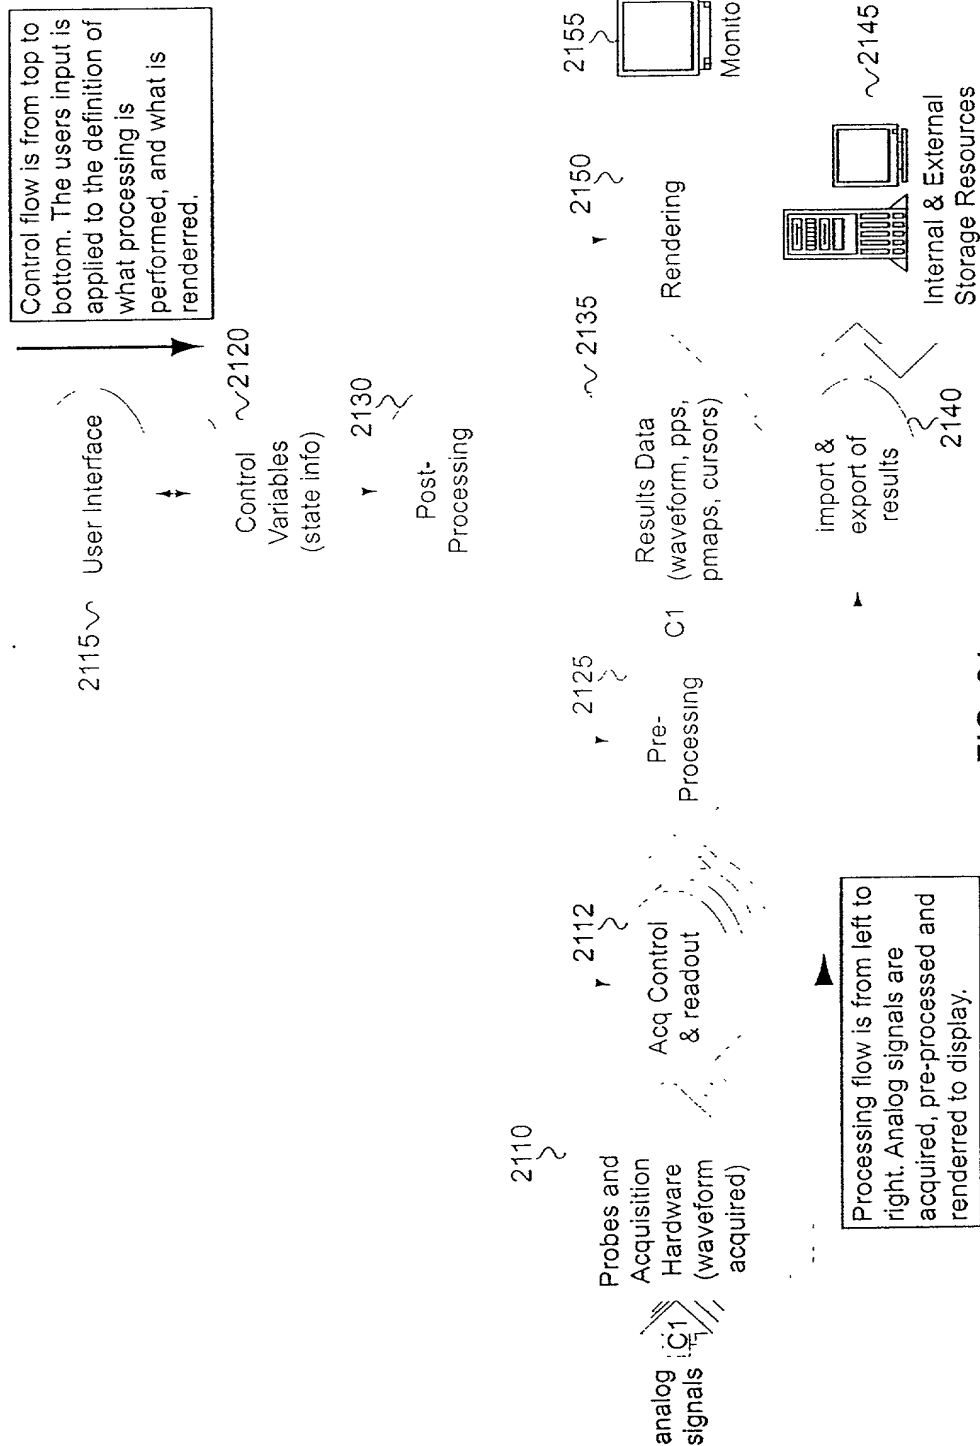 Control flow is from top to
bottom. The users input is
applied to the definition of
what processing is
performed, and what is
renderred.
2115
User Interface
2120
Control
Variables
(state info)
2130
Post-
Processing
2110
Probes and
Acquisition
Hardware
(waveform
acquired)
analog
signals
C1
2112
Acq Control
& readout
2125
Pre-
Processing
C1
2135
Results Data
(waveform, pps,
pmaps, cursors)
2150
Rendering
2155
Monito
import &
export of
results
2140
2145
Internal & External
Storage Resources
Processing flow is from left to
right. Analog signals are
acquired, pre-processed and
renderred to display.